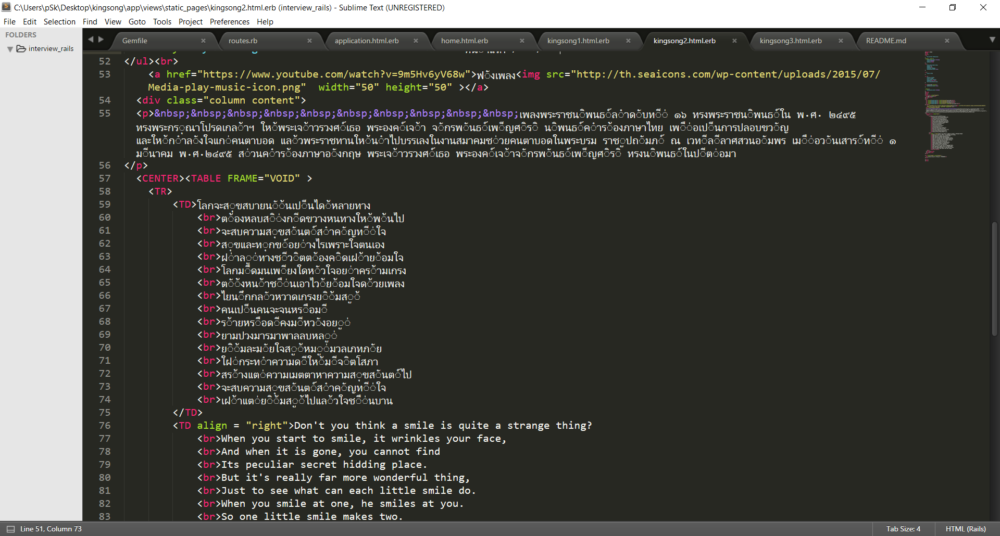 C:\Users\pSk\Desktop\kingsong\app\views\static_pages\kingsong2.html.erb (interview_rails) - Sublime Text (UNREGISTERED)
File Edit Selection Find View Goto Tools Project Preferences Help
FOLDERS
interview_rails
Gemfile routes.rb application.html.erb home.html.erb kingsong1.html.erb kingsong2.html.erb kingsong3.html.erb README.md
52 </ul><br>
53 <a href="https://www.youtube.com/watch?v=9m5Hv6yV68w">ฟังเพลง<img src="http://th.seaicons.com/wp-content/uploads/2015/07/
Media-play-music-icon.png"  width="50" height="50" ></a>
54 <div class="column content">
55 <p>&nbsp;&nbsp;&nbsp;&nbsp;&nbsp;&nbsp;&nbsp;&nbsp;&nbsp;&nbsp;เพลงพระราชนิพนธ์ลำดับที่ ๑๖ ทรงพระราชนิพนธ์ใน พ.ศ. ๒๔๙๕
ทรงพระกรุณาโปรดเกล้าฯ ให้พระเจ้าวรวงศ์เธอ พระองค์เจ้า จักรพันธ์เพ็ญศิริ นิพนธ์คำร้องภาษาไทย เพื่อเป็นการปลอบขวัญ
และให้กำลังใจแก่คนตาบอด แล้วพระราชทานให้นำไปบรรเลงในงานสมาคมช่วยคนตาบอดในพระบรม ราชูปถัมภ์ ณ เวทีลีลาศสวนอัมพร เมื่อวันเสาร์ที่ ๑
มีนาคม พ.ศ.๒๔๙๕ ส่วนคำร้องภาษาอังกฤษ พระเจ้าวรวงศ์เธอ พระองค์เจ้าจักรพันธ์เพ็ญศิริ ทรงนิพนธ์ในปีต่อมา
56 </p>
57 <CENTER><TABLE FRAME="VOID" >
58 <TR>
59 <TD>โลกจะสุขสบายนั้นเป็นได้หลายทาง
60 <br>ต้องหลบสิ่งกีดขวางหนทางให้พ้นไป
61 <br>จะสบความสุขสันต์สำคัญที่ใจ
62 <br>สุขและทุกข์อย่างไรเพราะใจตนเอง
63 <br>ฝ่าลู่ทางชีวิตต้องคิดเฝ้าย้อมใจ
64 <br>โลกมืดมนเพียงใดหัวใจอย่าคร้ามเกรง
65 <br>ตั้งหน้าชื่นเอาไว้ย้อมใจด้วยเพลง
66 <br>ไยนึกกลัวหวาดเกรงยิ้มสู้
67 <br>คนเป็นคนจะจนหรือมี
68 <br>ร้ายหรือดีคงมีหวังอยู่
69 <br>ยามปวงมารมาพาลลบหลู่
70 <br>ยิ้มละมัยใจสู้หมู่มวลเภทภัย
71 <br>ใฝ่กระทำความดีให้มีจิตโสภา
72 <br>สร้างแต่ความเมตตาหาความสุขสันต์ไป
73 <br>จะสบความสุขสันต์สำคัญที่ใจ
74 <br>เฝ้าแต่ยิ้มสู้ไปแล้วใจชื่นบาน
75 </TD>
76 <TD align = "right">Don't you think a smile is quite a strange thing?
77 <br>When you start to smile, it wrinkles your face,
78 <br>And when it is gone, you cannot find
79 <br>Its peculiar secret hidding place.
80 <br>But it's really far more wonderful thing,
81 <br>Just to see what can each little smile do.
82 <br>When you smile at one, he smiles at you.
83 <br>So one little smile makes two.
Line 51, Column 73 Tab Size: 4 HTML (Rails)